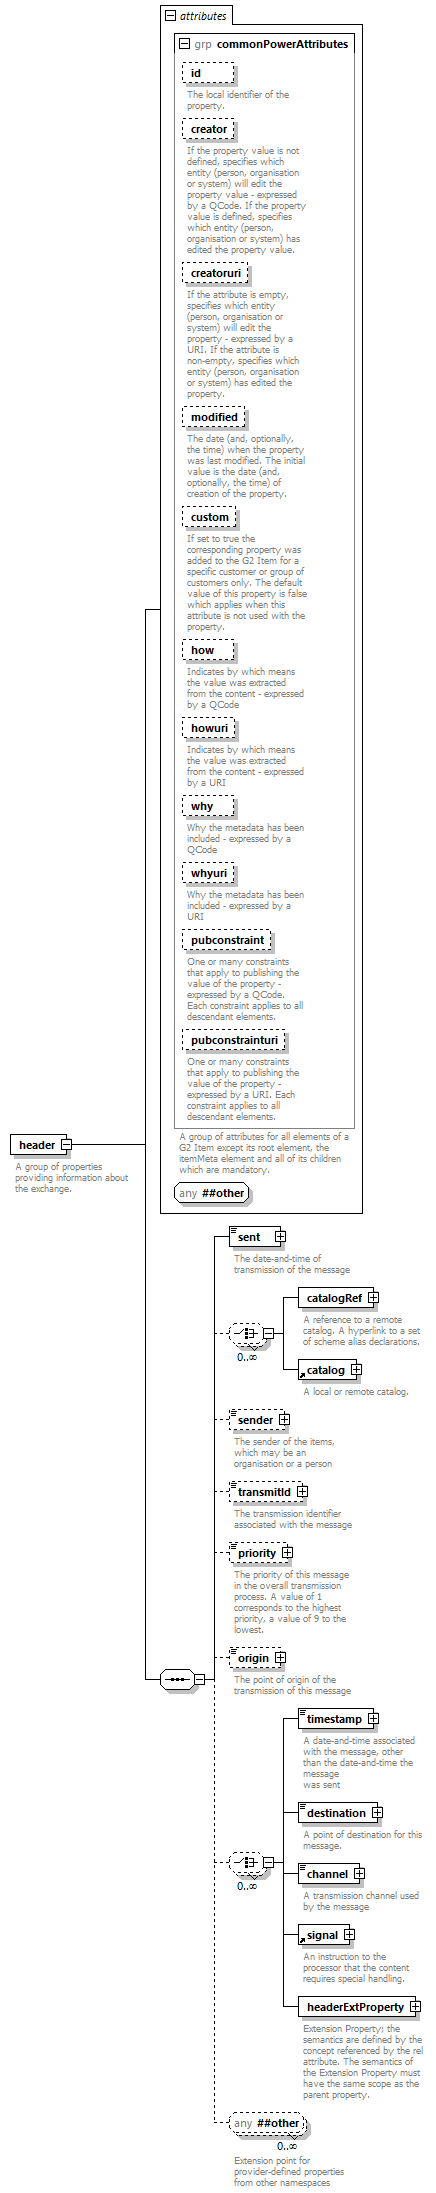 attributes
grp commonPowerAttributes
id
The local identifier of the
property.
creator
If the property value is not
defined, specifies which
entity (person, organisation
or system) will edit the
property value - expressed
by a QCode. If the property
value is defined, specifies
which entity (person,
organisation or system) has
edited the property value.
creatoruri
If the attribute is empty,
specifies which entity
(person, organisation or
system) will edit the
property - expressed by a
URI. If the attribute is
non-empty, specifies which
entity (person, organisation
or system) has edited the
property.
modified
The date (and, optionally,
the time) when the property
was last modified. The initial
value is the date (and,
optionally, the time) of
creation of the property.
custom
If set to true the
corresponding property was
added to the G2 Item for a
specific customer or group of
customers only. The default
value of this property is false
which applies when this
attribute is not used with the
property.
how
Indicates by which means
the value was extracted
from the content - expressed
by a QCode
howuri
Indicates by which means
the value was extracted
from the content - expressed
by a URI
why
Why the metadata has been
included - expressed by a
QCode
whyuri
Why the metadata has been
included - expressed by a
URI
pubconstraint
One or many constraints
that apply to publishing the
value of the property -
expressed by a QCode.
Each constraint applies to all
descendant elements.
pubconstrainturi
One or many constraints
that apply to publishing the
value of the property -
expressed by a URI. Each
constraint applies to all
descendant elements.
A group of attributes for all elements of a
G2 Item except its root element, the
itemMeta element and all of its children
which are mandatory.
any ##other
header
A group of properties
providing information about
the exchange.
sent
The date-and-time of
transmission of the message
0..∞
catalogRef
A reference to a remote
catalog. A hyperlink to a set
of scheme alias declarations.
catalog
A local or remote catalog.
sender
The sender of the items,
which may be an
organisation or a person
transmitId
The transmission identifier
associated with the message
priority
The priority of this message
in the overall transmission
process. A value of 1
corresponds to the highest
priority, a value of 9 to the
lowest.
origin
The point of origin of the
transmission of this message
0..∞
timestamp
A date-and-time associated
with the message, other
than the date-and-time the
message
was sent
destination
A point of destination for this
message.
channel
A transmission channel used
by the message
signal
An instruction to the
processor that the content
requires special handling.
headerExtProperty
Extension Property; the
semantics are defined by the
concept referenced by the rel
attribute. The semantics of
the Extension Property must
have the same scope as the
parent property.
any ##other
0..∞
Extension point for
provider-defined properties
from other namespaces